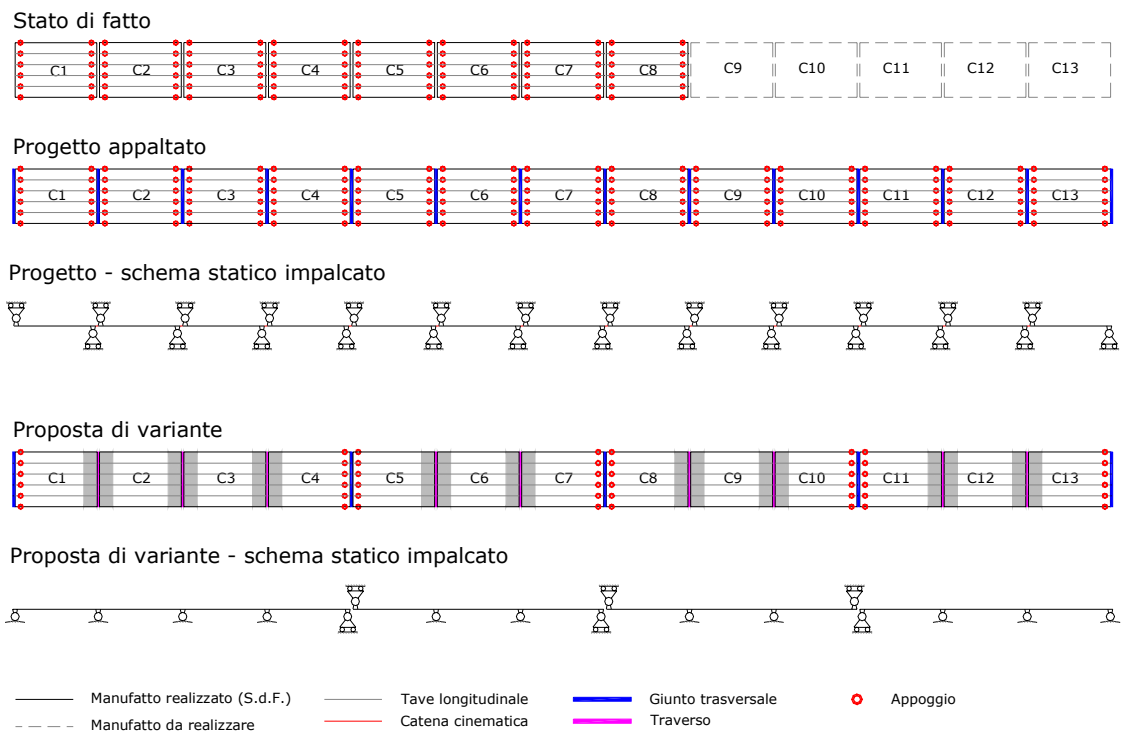 Stato di fatto
C1 C2 C3 C4 C5 C6 C7 C8 C9 C10 C11 C12 C13
Progetto appaltato
C1 C2 C3 C4 C5 C6 C7 C8 C9 C10 C11 C12 C13
Progetto - schema statico impalcato
Proposta di variante
C1 C2 C3 C4 C5 C6 C7 C8 C9 C10 C11 C12 C13
Proposta di variante - schema statico impalcato
Manufatto realizzato (S.d.F.) Tave longitudinale Giunto trasversale Appoggio
Manufatto da realizzare Catena cinematica Traverso